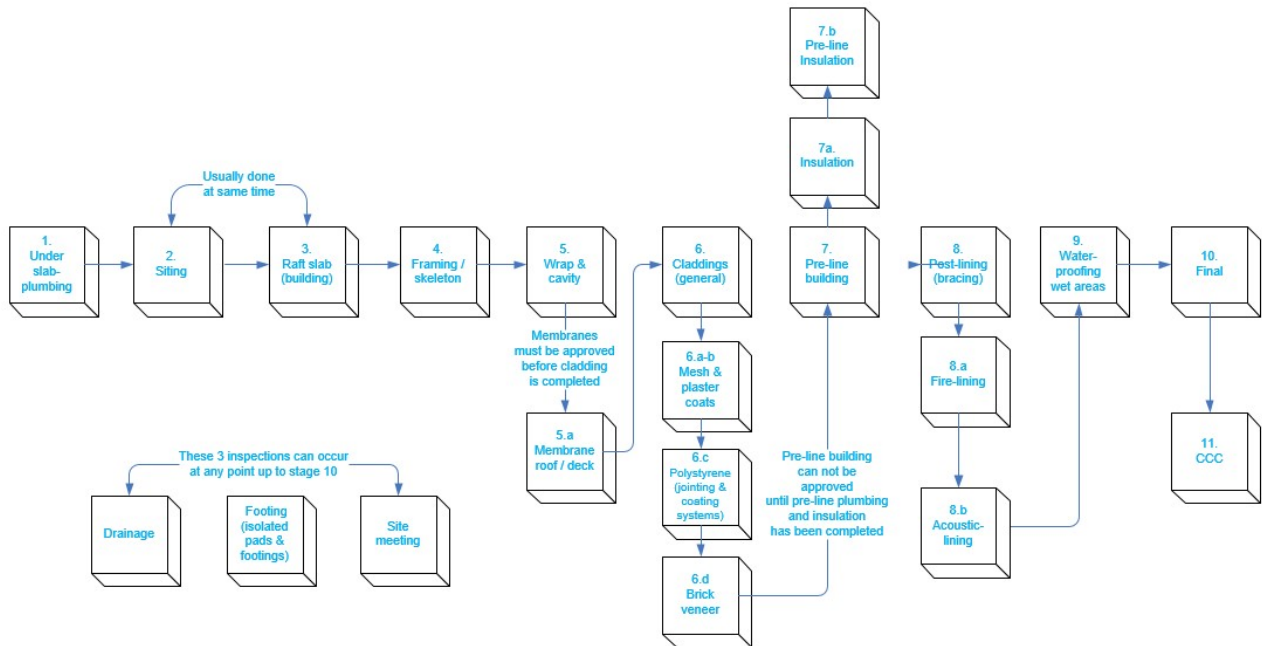 7.b
Pre-line
Insulation
7a.
Insulation
Usually done
at same time
1.
Under
slab-
plumbing
2.
Siting
3.
Raft slab
(building)
4.
Framing /
skeleton
5.
Wrap &
cavity
6.
Claddings
(general)
7.
Pre-line
building
8.
Post-lining
(bracing)
9.
Water-
proofing
wet areas
10.
Final
Membranes
must be approved
before cladding
is completed
6.a-b
Mesh &
plaster
coats
8.a
Fire-lining
5.a
Membrane
roof / deck
11.
CCC
These 3 inspections can occur
at any point up to stage 10
6.c
Polystyrene
(jointing &
coating
systems)
Pre-line building
can not be
approved
until pre-line plumbing
and insulation
has been completed
8.b
Acoustic-
lining
Drainage
Footing
(isolated
pads &
footings)
Site
meeting
6.d
Brick
veneer